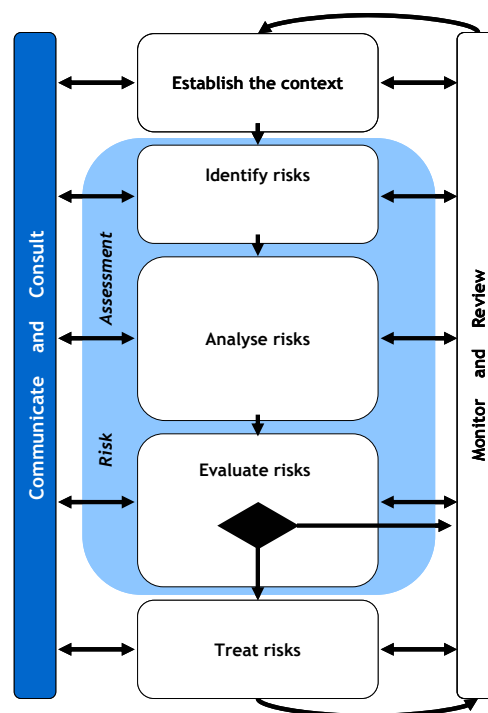 Establish the context
Identify risks
Analyse risks
Evaluate risks
Treat risks
Communicate and Consult
Risk Assessment
Monitor and Review